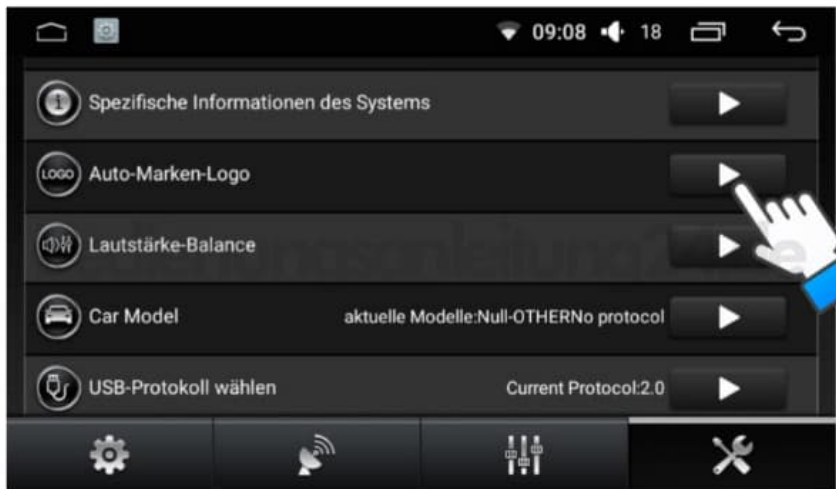 09:08 18
Spezifische Informationen des Systems
LOGO Auto-Marken-Logo
Lautstärke-Balance
Car Model aktuelle Modelle:Null-OTHERNo protocol
USB-Protokoll wählen Current Protocol:2.0